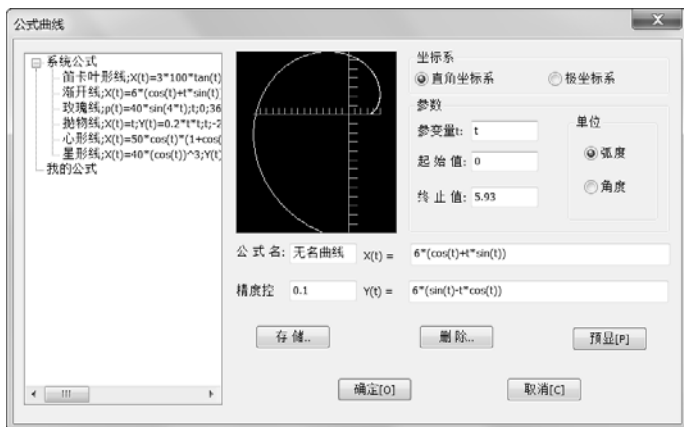 公式曲线
系统公式
笛卡叶形线;X(t)=3*100*tan(t)
渐开线;X(t)=6*(cos(t)+t*sin(t)
玫瑰线;p(t)=40*sin(4*t);t;0;36
抛物线;X(t)=t;Y(t)=0.2*t*t;t;-2
心形线;X(t)=50*cos(t)*(1+cos(
星形线;X(t)=40*(cos(t))^3;Y(t)
我的公式
坐标系
直角坐标系 极坐标系
参数
参变量t: t
起 始 值: 0
终 止 值: 5.93
单位
弧度
角度
公 式 名: 无名曲线 X(t) = 6*(cos(t)+t*sin(t))
精度控 0.1 Y(t) = 6*(sin(t)-t*cos(t))
存 储.. 删 除.. 预显[P]
确定[O] 取消[C]